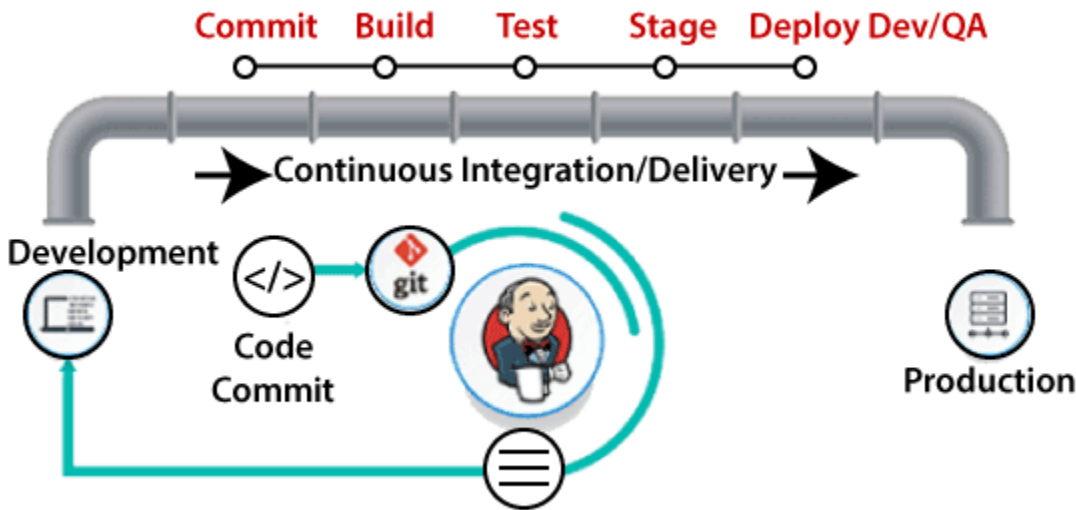 Commit Build Test Stage Deploy Dev/QA
Continuous Integration/Delivery
Development
</>
git
Code
Commit
Production